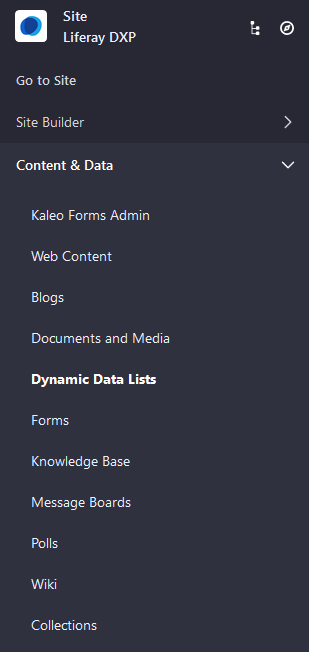 Site
Liferay DXP
Go to Site
Site Builder
Content & Data
Kaleo Forms Admin
Web Content
Blogs
Documents and Media
Dynamic Data Lists
Forms
Knowledge Base
Message Boards
Polls
Wiki
Collections